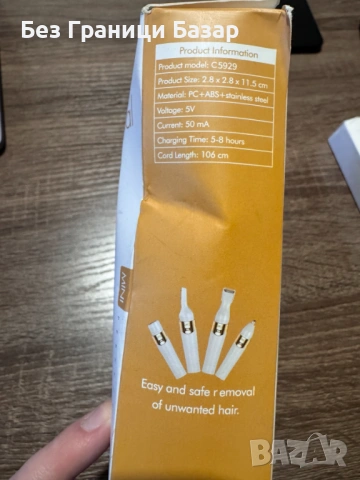 Без Граници Базар
Product Information
Product model: C5929
Product Size: 2.8 x 2.8 x 11.5 cm
Material: PC+ABS+stainless steel
Voltage: 5V
Current: 50 mA
Charging Time: 5-8 hours
Cord Length: 106 cm
MINI
Easy and safe removal
of unwanted hair.
BAZAR
bg